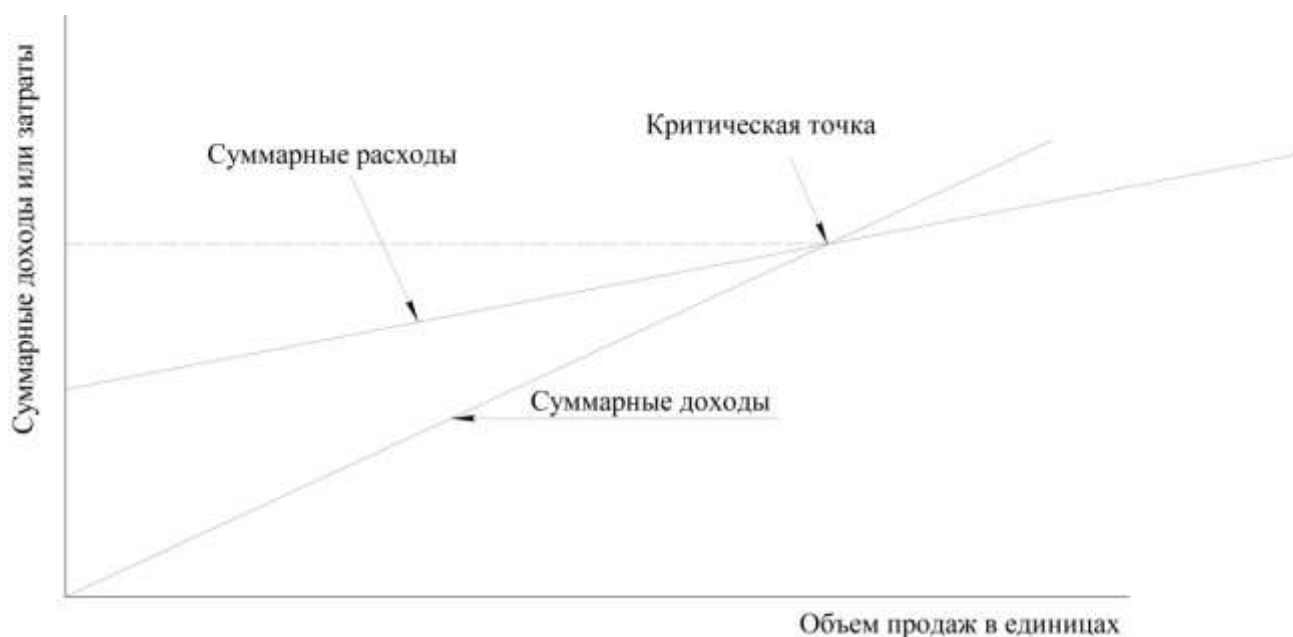 Суммарные доходы или затраты
Критическая точка
Суммарные расходы
Суммарные доходы
Объем продаж в единицах